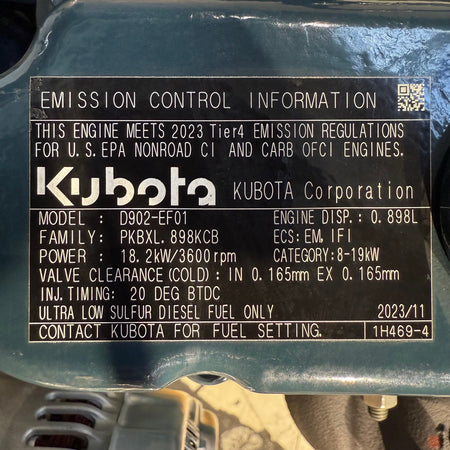 EMISSION CONTROL INFORMATION
THIS ENGINE MEETS 2023 Tier4 EMISSION REGULATIONS
FOR U.S.EPA NONROAD CI AND CARB OFCI ENGINES.
Kubota KUBOTA Corporation
MODEL : D902-EF01 ENGINE DISP.: 0.898L
FAMILY: PKBXL.898KCB ECS:EM,IFI
POWER : 18.2kW/3600rpm CATEGORY:8-19kW
VALVE CLEARANCE(COLD): IN 0.165mm EX 0.165mm
INJ.TIMING: 20 DEG BTDC
ULTRA LOW SULFUR DIESEL FUEL ONLY 2023/11
CONTACT KUBOTA FOR FUEL SETTING. 1H469-4